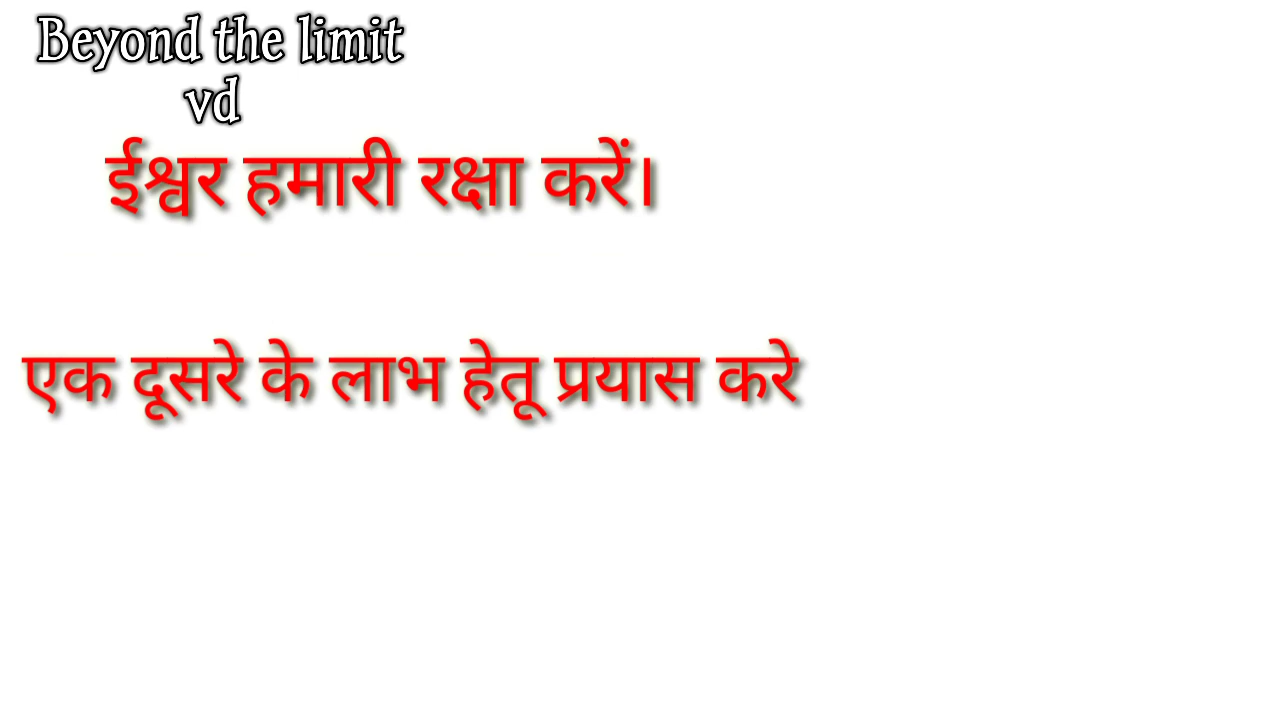 Beyond the limit
vd
ईश्वर हमारी रक्षा करें।
एक दूसरे के लाभ हेतू प्रयास करे